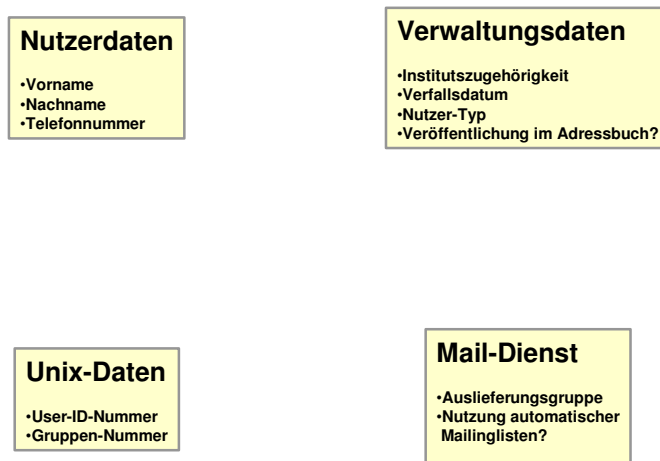 Nutzerdaten
•Vorname
•Nachname
•Telefonnummer
Verwaltungsdaten
•Institutszugehörigkeit
•Verfallsdatum
•Nutzer-Typ
•Veröffentlichung im Adressbuch?
Unix-Daten
•User-ID-Nummer
•Gruppen-Nummer
Mail-Dienst
•Auslieferungsgruppe
•Nutzung automatischer
Mailinglisten?